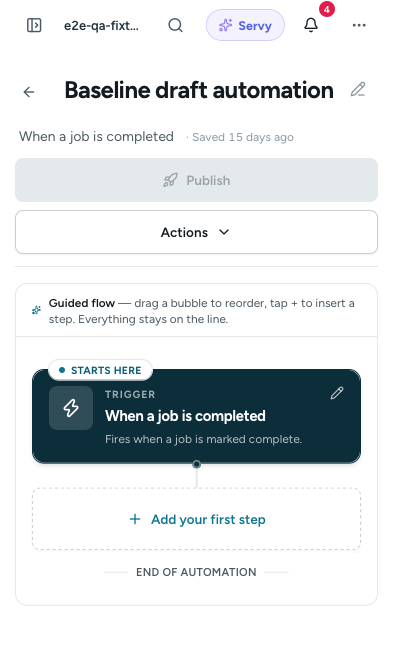 e2e-qa-fixt...
Servy
4
Baseline draft automation
When a job is completed · Saved 15 days ago
Publish
Actions
Guided flow — drag a bubble to reorder, tap + to insert a
step. Everything stays on the line.
STARTS HERE
TRIGGER
When a job is completed
Fires when a job is marked complete.
Add your first step
END OF AUTOMATION